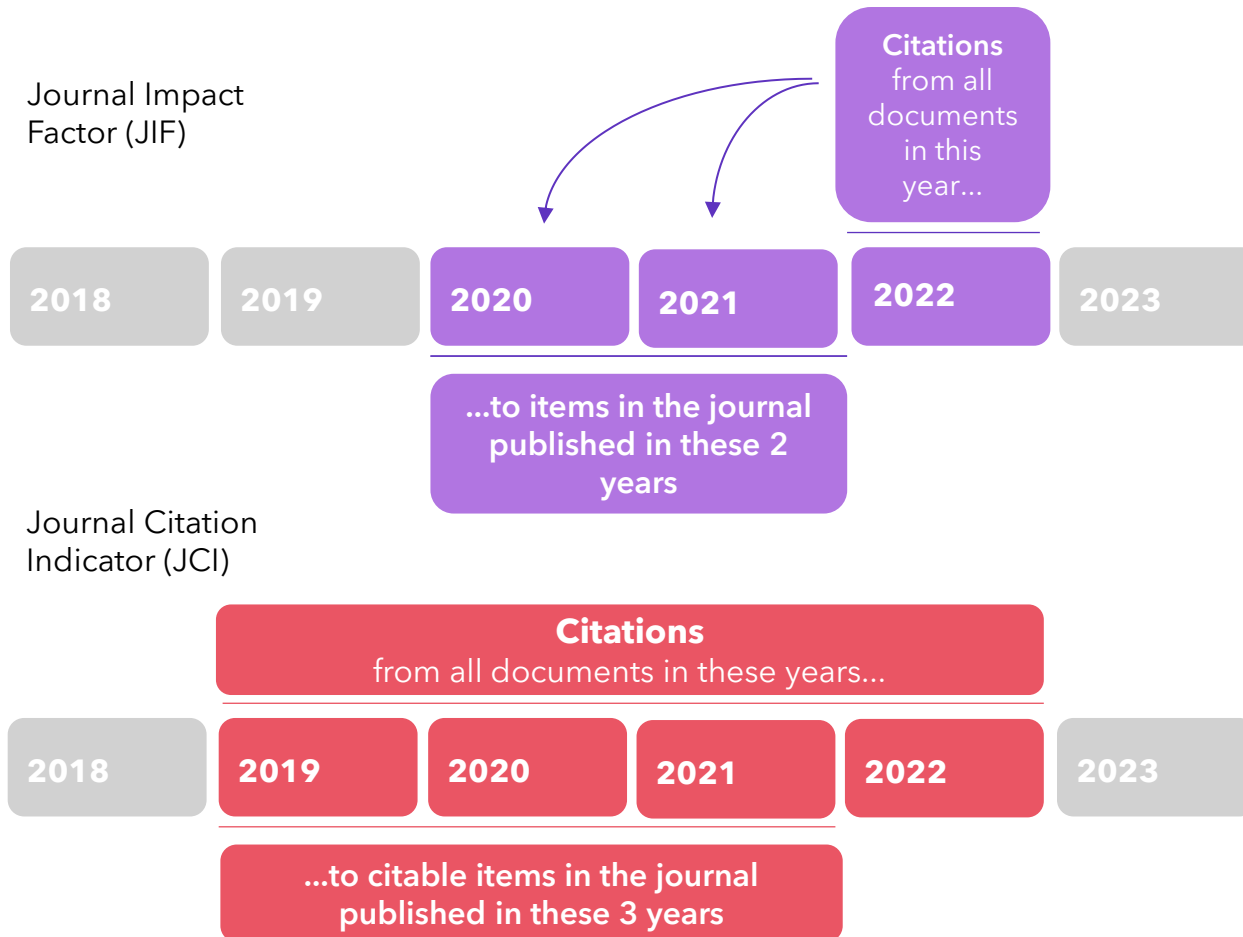 Citations
from all
documents
in this
year...
Journal Impact
Factor (JIF)
2018 2019 2020 2021 2022 2023
...to items in the journal
published in these 2
years
Journal Citation
Indicator (JCI)
Citations
from all documents in these years...
2018 2019 2020 2021 2022 2023
...to citable items in the journal
published in these 3 years